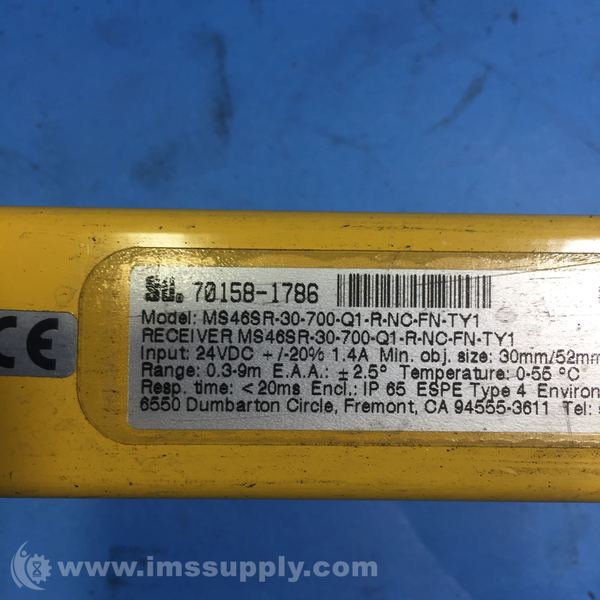 70158-1786
Model: MS46SR-30-700-Q1-R-NC-FN-TY1
RECEIVER MS46SR-30-700-Q1-R-NC-FN-TY1
Input: 24VDC +/-20% 1.4A Min. obj. size: 30mm/52mm
Range: 0.3-9m E.A.A.: ±2.5° Temperature: 0-55 °C
Resp. time: <20ms Encl.: IP 65 ESPE Type 4 Environ
6550 Dumbarton Circle, Fremont, CA 94555-3611 Tel:
CE
www.imssupply.com